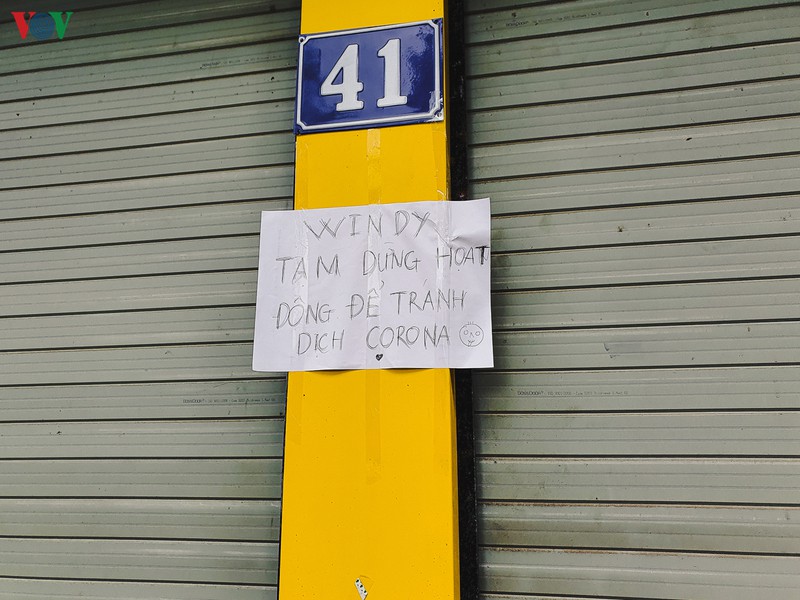 VOV
41
WINDY
TẠM DỪNG HOẠT
ĐỘNG ĐỂ TRÁNH
DỊCH CORONA